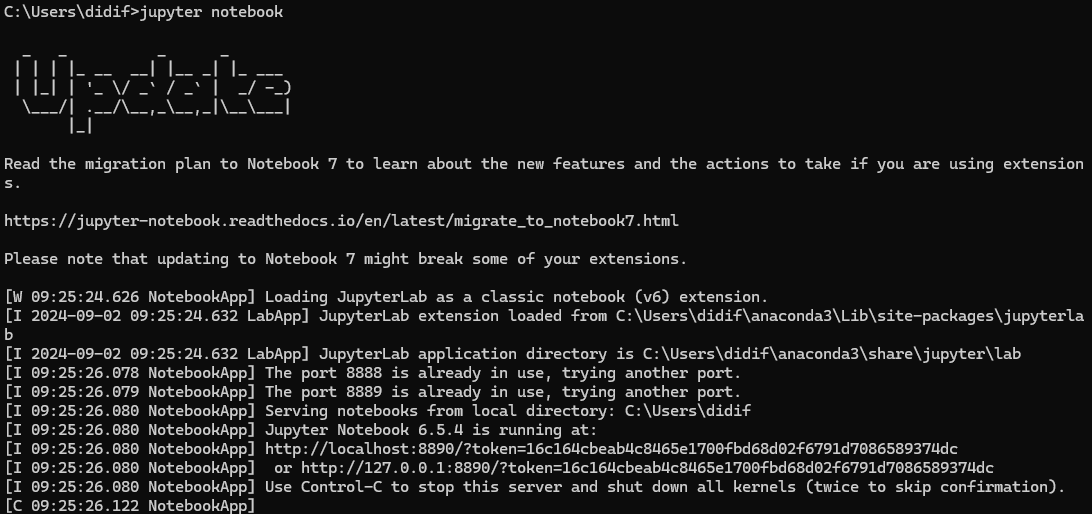 C:\Users\didif>jupyter notebook
  _   _          _      _
 | | | |_ __  __| |__ _| |_ ___
 | |_| | '_ \/ _` / _` |  _/ -_)
  \___/| .__/\__,_\__,_|\__\___|
       |_|
Read the migration plan to Notebook 7 to learn about the new features and the actions to take if you are using extension
s.
https://jupyter-notebook.readthedocs.io/en/latest/migrate_to_notebook7.html
Please note that updating to Notebook 7 might break some of your extensions.
[W 09:25:24.626 NotebookApp] Loading JupyterLab as a classic notebook (v6) extension.
[I 2024-09-02 09:25:24.632 LabApp] JupyterLab extension loaded from C:\Users\didif\anaconda3\Lib\site-packages\jupyterla
b
[I 2024-09-02 09:25:24.632 LabApp] JupyterLab application directory is C:\Users\didif\anaconda3\share\jupyter\lab
[I 09:25:26.078 NotebookApp] The port 8888 is already in use, trying another port.
[I 09:25:26.079 NotebookApp] The port 8889 is already in use, trying another port.
[I 09:25:26.080 NotebookApp] Serving notebooks from local directory: C:\Users\didif
[I 09:25:26.080 NotebookApp] Jupyter Notebook 6.5.4 is running at:
[I 09:25:26.080 NotebookApp] http://localhost:8890/?token=16c164cbeab4c8465e1700fbd68d02f6791d7086589374dc
[I 09:25:26.080 NotebookApp]  or http://127.0.0.1:8890/?token=16c164cbeab4c8465e1700fbd68d02f6791d7086589374dc
[I 09:25:26.080 NotebookApp] Use Control-C to stop this server and shut down all kernels (twice to skip confirmation).
[C 09:25:26.122 NotebookApp]